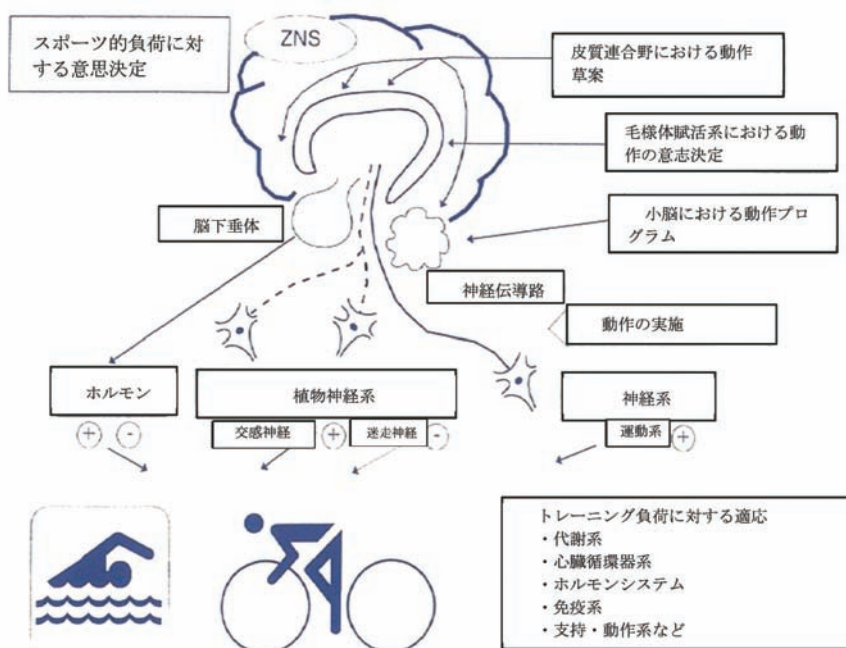 スポーツ的負荷に対
する意思決定
ZNS
皮質連合野における動作
草案
毛様体賦活系における動
作の意志決定
小脳における動作プロ
グラム
脳下垂体
神経伝導路
動作の実施
ホルモン
植物神経系
神経系
+
-
交感神経
+
迷走神経
-
運動系
+
トレーニング負荷に対する適応
・代謝系
・心臓循環器系
・ホルモンシステム
・免疫系
・支持・動作系など